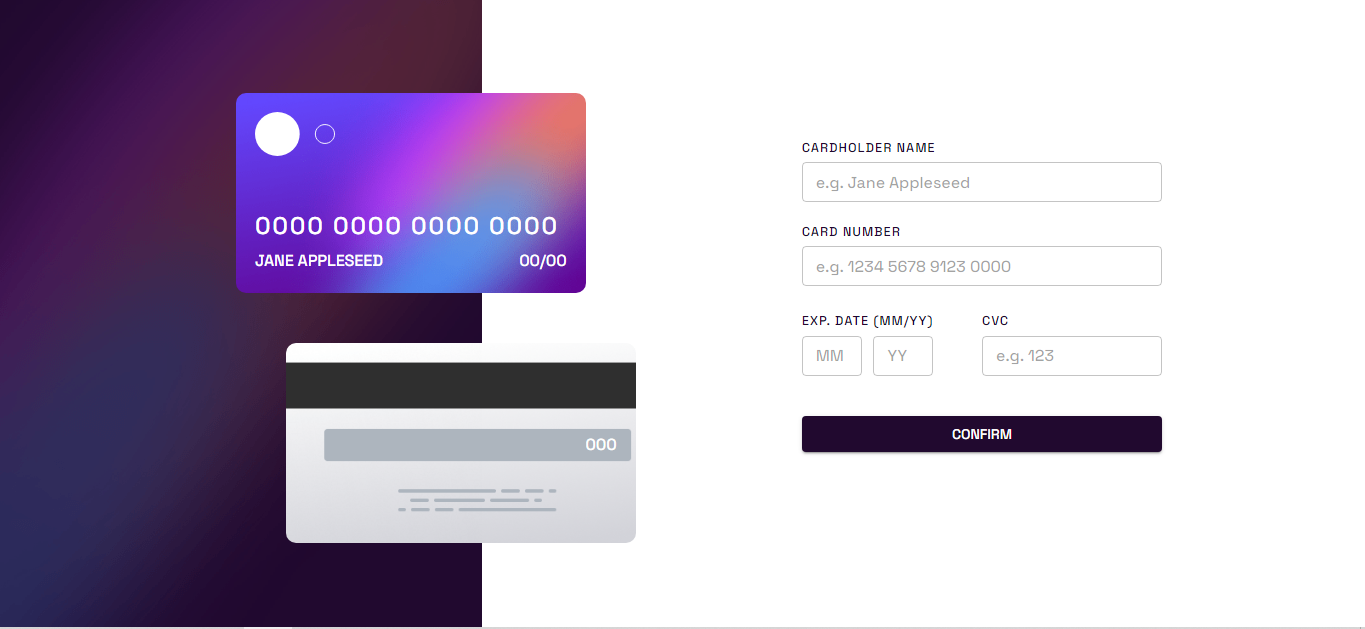 0000 0000 0000 0000
JANE APPLESEED 00/00
000
CARDHOLDER NAME
e.g. Jane Appleseed
CARD NUMBER
e.g. 1234 5678 9123 0000
EXP. DATE (MM/YY) CVC
MM YY e.g. 123
CONFIRM